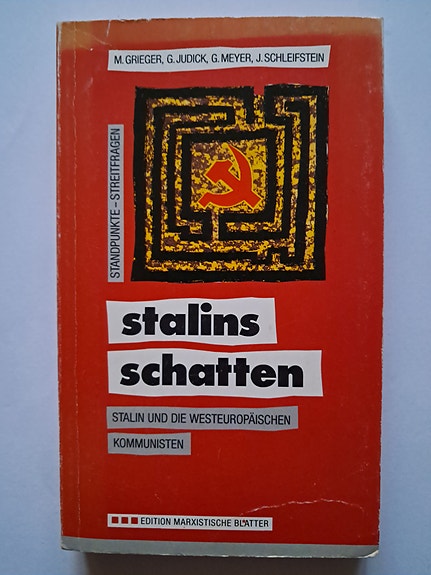 M. GRIEGER, G. JUDICK, G. MEYER, J. SCHLEIFSTEIN
STANDPUNKTE – STREITFRAGEN
stalins
schatten
STALIN UND DIE WESTEUROPÄISCHEN
KOMMUNISTEN
EDITION MARXISTISCHE BLÄTTER